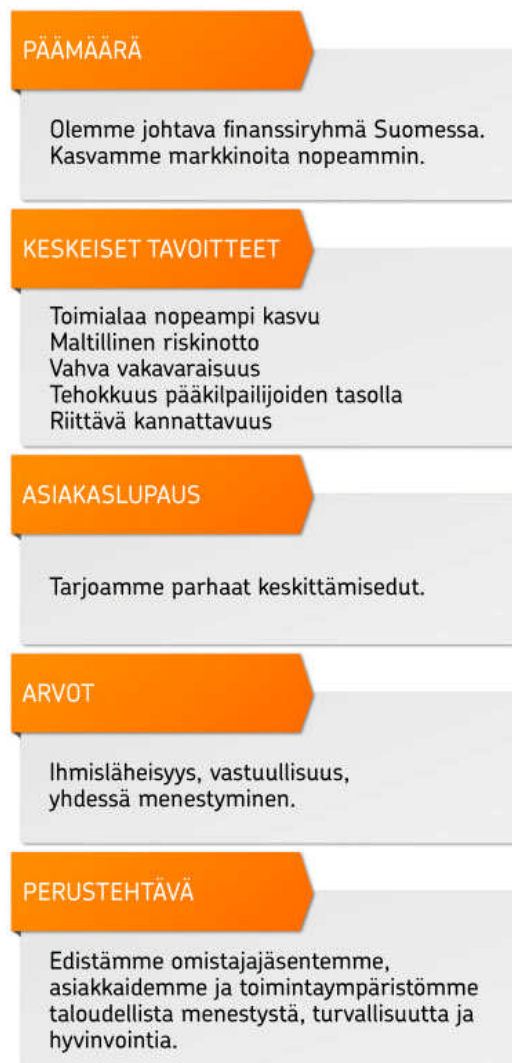 PÄÄMÄÄRÄ
Olemme johtava finanssiryhmä Suomessa.
Kasvamme markkinoita nopeammin.
KESKEISET TAVOITTEET
Toimialaa nopeampi kasvu
Maltillinen riskinotto
Vahva vakavaraisuus
Tehokkuus pääkilpailijoiden tasolla
Riittävä kannattavuus
ASIAKASLUPAUS
Tarjoamme parhaat keskittämisedut.
ARVOT
Ihmisläheisyys, vastuullisuus,
yhdessä menestyminen.
PERUSTEHTÄVÄ
Edistämme omistajajäsentemme,
asiakkaidemme ja toimintaympäristömme
taloudellista menestystä, turvallisuutta ja
hyvinvointia.